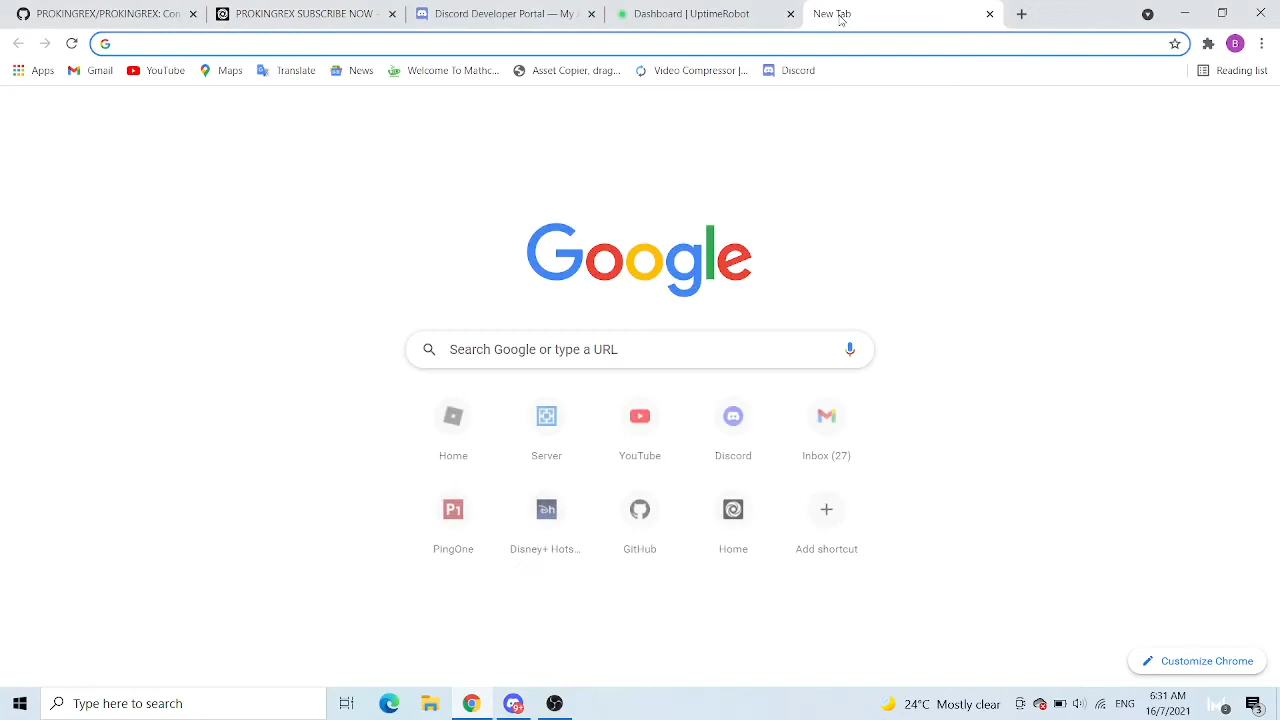 PROKINGREX/PROKINGREX: Con
PROKINGREX SUBSCRIBE NOW -
Discord Developer Portal — My A
Dashboard | UptimeRobot
New Tab
B
Apps
Gmail
YouTube
Maps
Translate
News
Welcome To Mathc...
Asset Copier, drag...
Video Compressor |...
Discord
Reading list
Google
Search Google or type a URL
Home
Server
YouTube
Discord
Inbox (27)
P1
PingOne
Disney+ Hots...
GitHub
Home
Add shortcut
Customize Chrome
Type here to search
9+
24°C Mostly clear
ENG
6:31 AM
16/7/2021
3